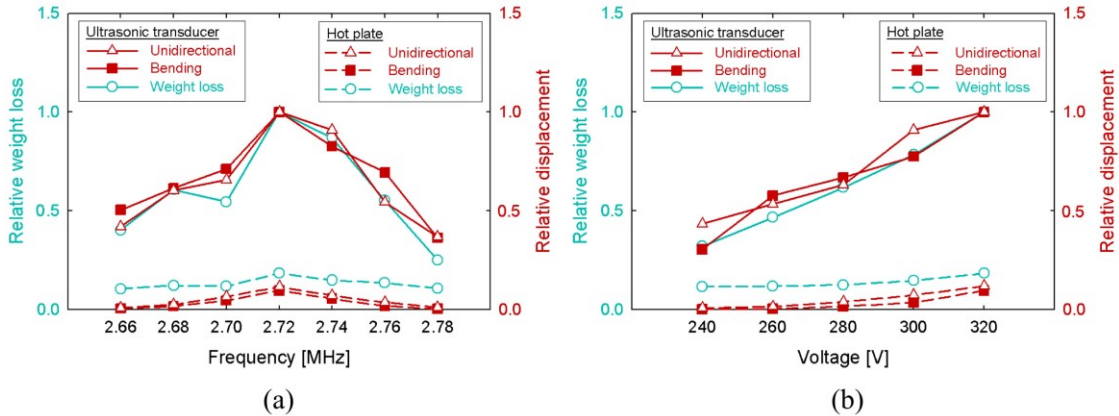 1.5
1.0
0.5
0.0
Relative weight loss
Ultrasonic transducer
Unidirectional
Bending
Weight loss
Hot plate
Unidirectional
Bending
Weight loss
1.5
1.0
0.5
0.0
Relative displacement
2.66 2.68 2.70 2.72 2.74 2.76 2.78
Frequency [MHz]
(a)
1.5
1.0
0.5
0.0
Relative weight loss
Ultrasonic transducer
Unidirectional
Bending
Weight loss
Hot plate
Unidirectional
Bending
Weight loss
1.5
1.0
0.5
0.0
Relative displacement
240 260 280 300 320
Voltage [V]
(b)